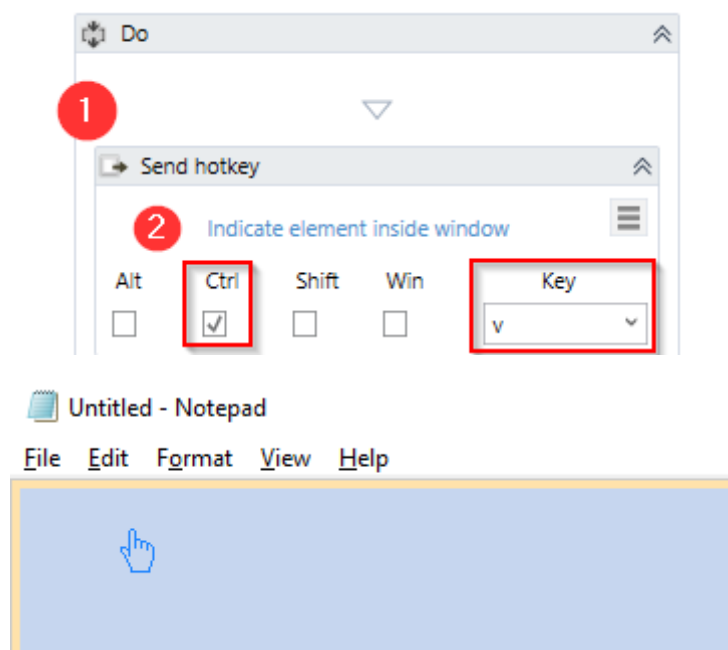 Do
1
Send hotkey
2 Indicate element inside window
Alt Ctrl Shift Win Key
v
Untitled - Notepad
File Edit Format View Help